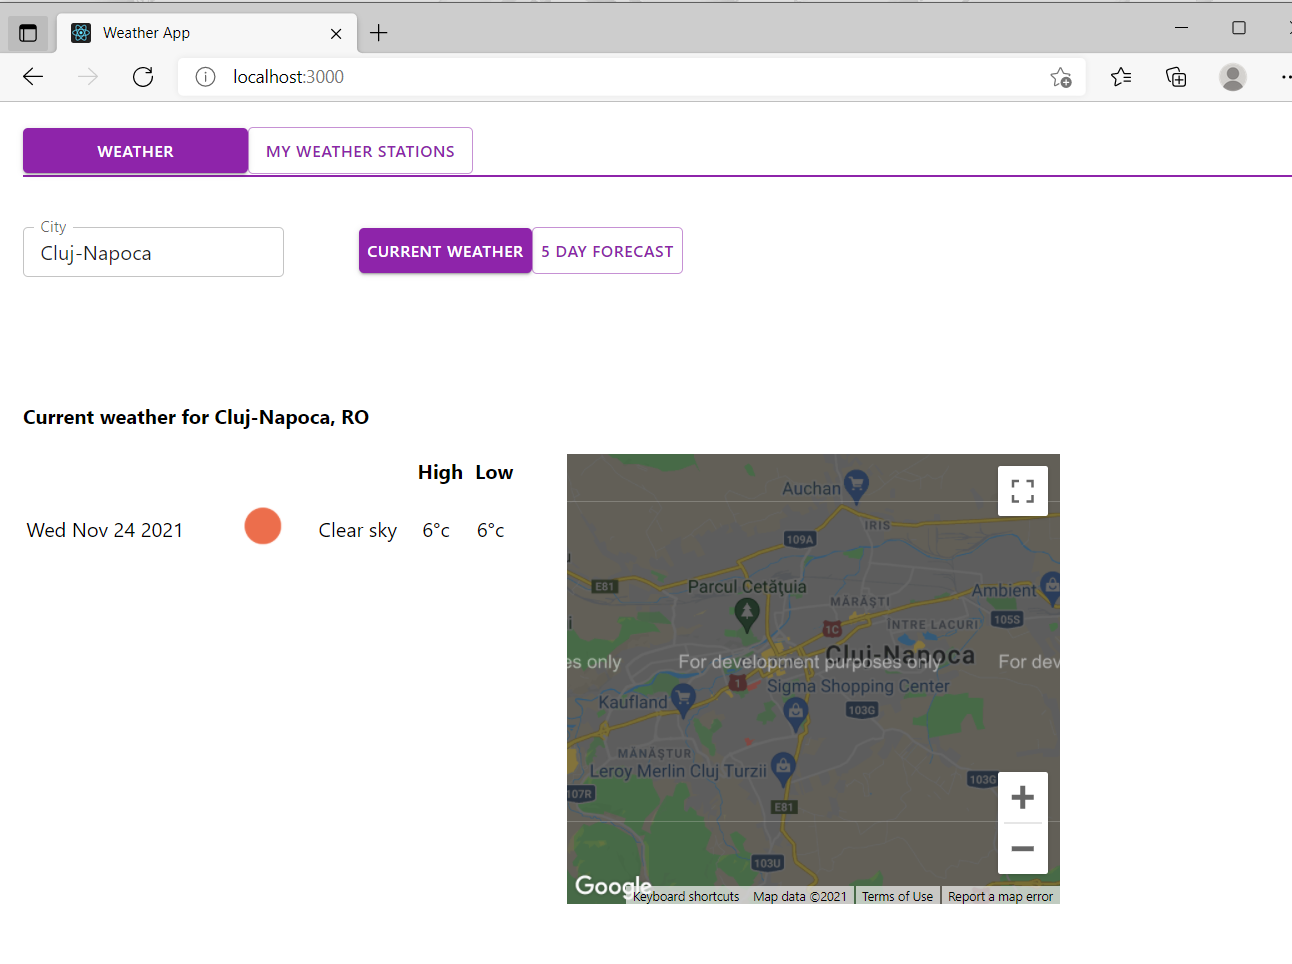 Weather App
localhost:3000
WEATHER
MY WEATHER STATIONS
City
Cluj-Napoca
CURRENT WEATHER
5 DAY FORECAST
Current weather for Cluj-Napoca, RO
High Low
Wed Nov 24 2021 Clear sky 6°c 6°c
Auchan
IRIS
109A
E81
Parcul Cetăţuia
MĂRĂŞTI
Ambient
1C
ÎNTRE LACURI
105S
Cluj-Napoca
es only
For development purposes only
For dev
1
Sigma Shopping Center
Kaufland
103G
MĂNĂŞTUR
Leroy Merlin Cluj Turzii
103G
107R
E81
103U
Google
Keyboard shortcuts Map data ©2021 Terms of Use Report a map error